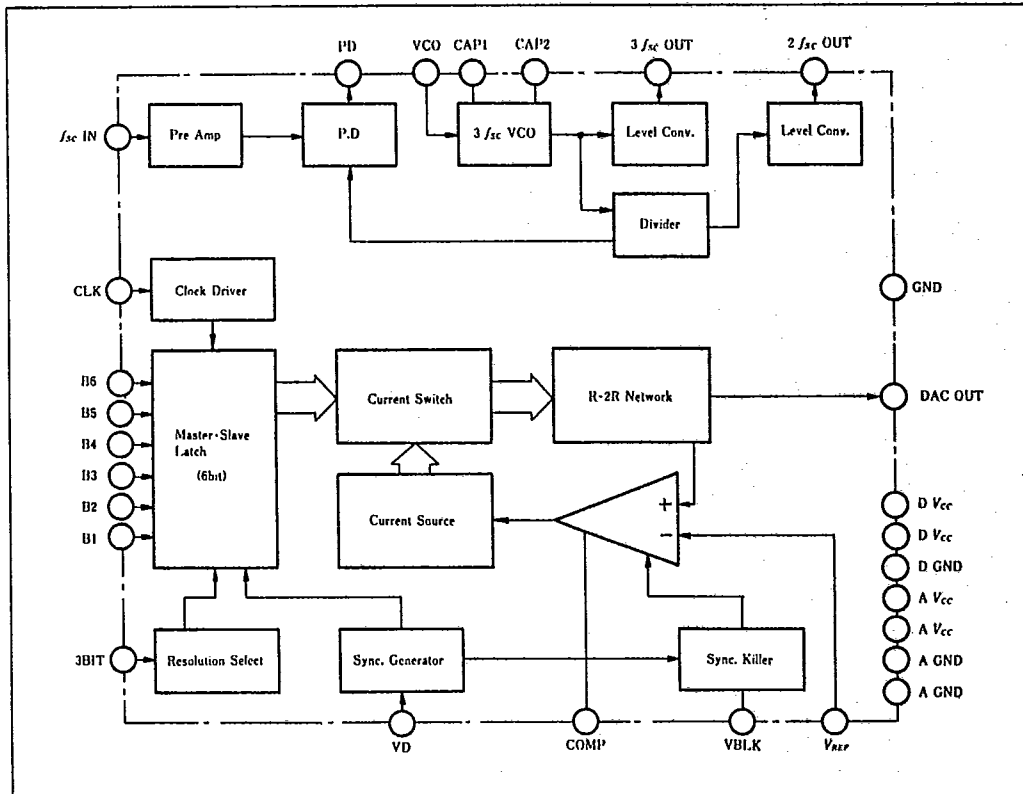 PD VCO CAP1 CAP2 3 fsc OUT 2 fsc OUT
fsc IN
Pre Amp
P.D
3 fsc VCO
Level Conv.
Level Conv.
Divider
CLK
Clock Driver
GND
B6
B5
B4
B3
B2
B1
Master-Slave
Latch
(6bit)
Current Switch
R-2R Network
DAC OUT
Current Source
+
−
D Vcc
D Vcc
D GND
A Vcc
A Vcc
A GND
A GND
3BIT
Resolution Select
Sync. Generator
Sync. Killer
VD
COMP
VBLK
VREF